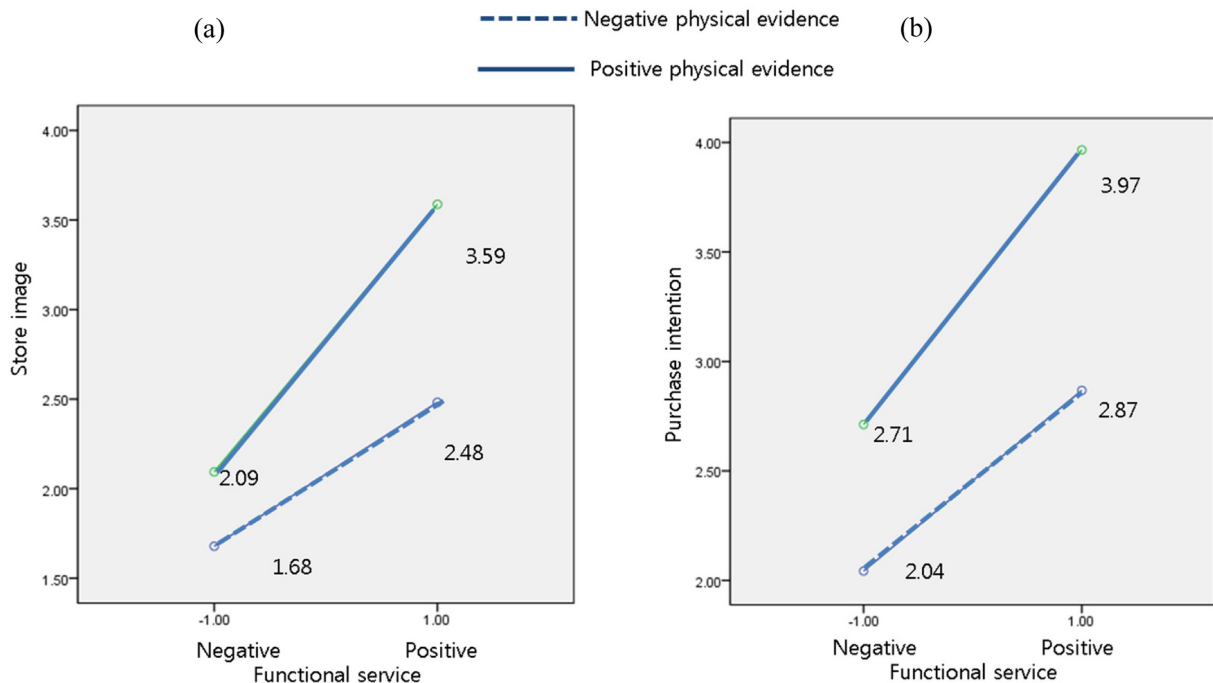 (a)
Negative physical evidence
(b)
Positive physical evidence
Store image
4.00
3.50
3.00
2.50
2.00
1.50
3.59
2.48
2.09
1.68
-1.00
1.00
Negative
Positive
Functional service
Purchase intention
4.00
3.50
3.00
2.50
2.00
3.97
2.87
2.71
2.04
-1.00
1.00
Negative
Positive
Functional service